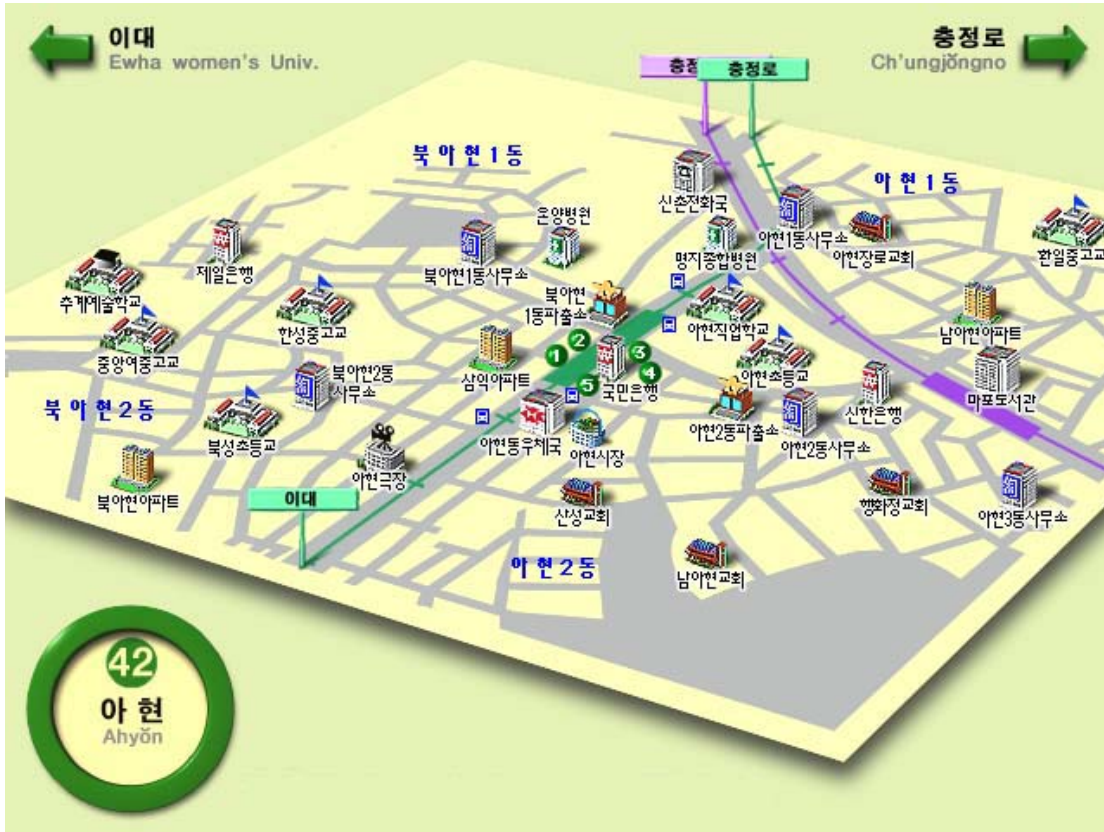 이대
Ewha women's Univ.
충정로
Ch'ungjŏngno
충정
충정로
북아현1동
아현1동
신촌전화국
온양병원
아현1동사무소
아현장로교회
환일중고교
제일은행
북아현1동사무소
명지종합병원
추계예술학교
한성중고교
북아현
1동파출소
아현직업학교
남아현아파트
중앙여중고교
1
2
3
4
5
국민은행
삼익아파트
아현초등교
북아현2동
사무소
신한은행
마포도서관
북아현2동
북성초등교
아현동우체국
아현시장
아현2동파출소
아현2동사무소
북아현아파트
아현극장
이대
산성교회
행화정교회
아현3동사무소
아현2동
남아현교회
42
아현
Ahyŏn